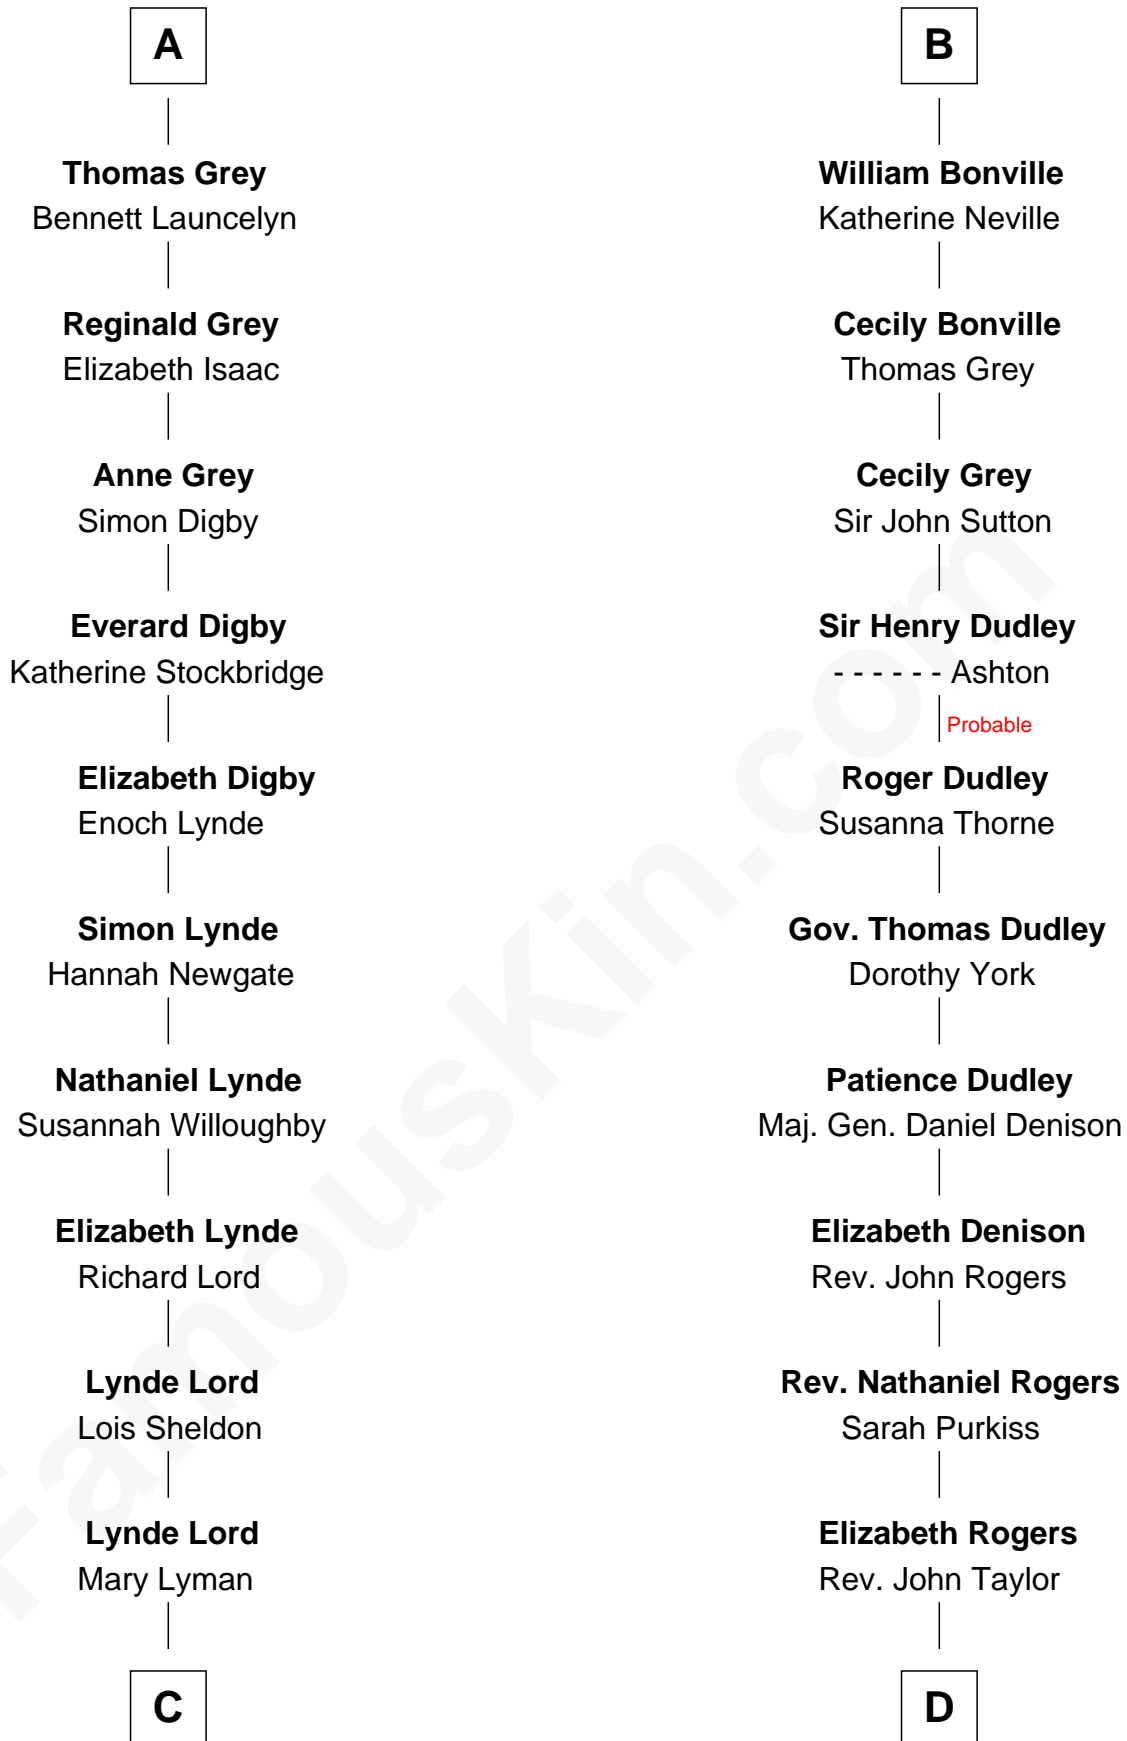 A
Thomas Grey
Bennett Launcelyn
Reginald Grey
Elizabeth Isaac
Anne Grey
Simon Digby
Everard Digby
Katherine Stockbridge
Elizabeth Digby
Enoch Lynde
Simon Lynde
Hannah Newgate
Nathaniel Lynde
Susannah Willoughby
Elizabeth Lynde
Richard Lord
Lynde Lord
Lois Sheldon
Lynde Lord
Mary Lyman
C
B
William Bonville
Katherine Neville
Cecily Bonville
Thomas Grey
Cecily Grey
Sir John Sutton
Sir Henry Dudley
- - - - - - Ashton
Probable
Roger Dudley
Susanna Thorne
Gov. Thomas Dudley
Dorothy York
Patience Dudley
Maj. Gen. Daniel Denison
Elizabeth Denison
Rev. John Rogers
Rev. Nathaniel Rogers
Sarah Purkiss
Elizabeth Rogers
Rev. John Taylor
D
FamousKin.com